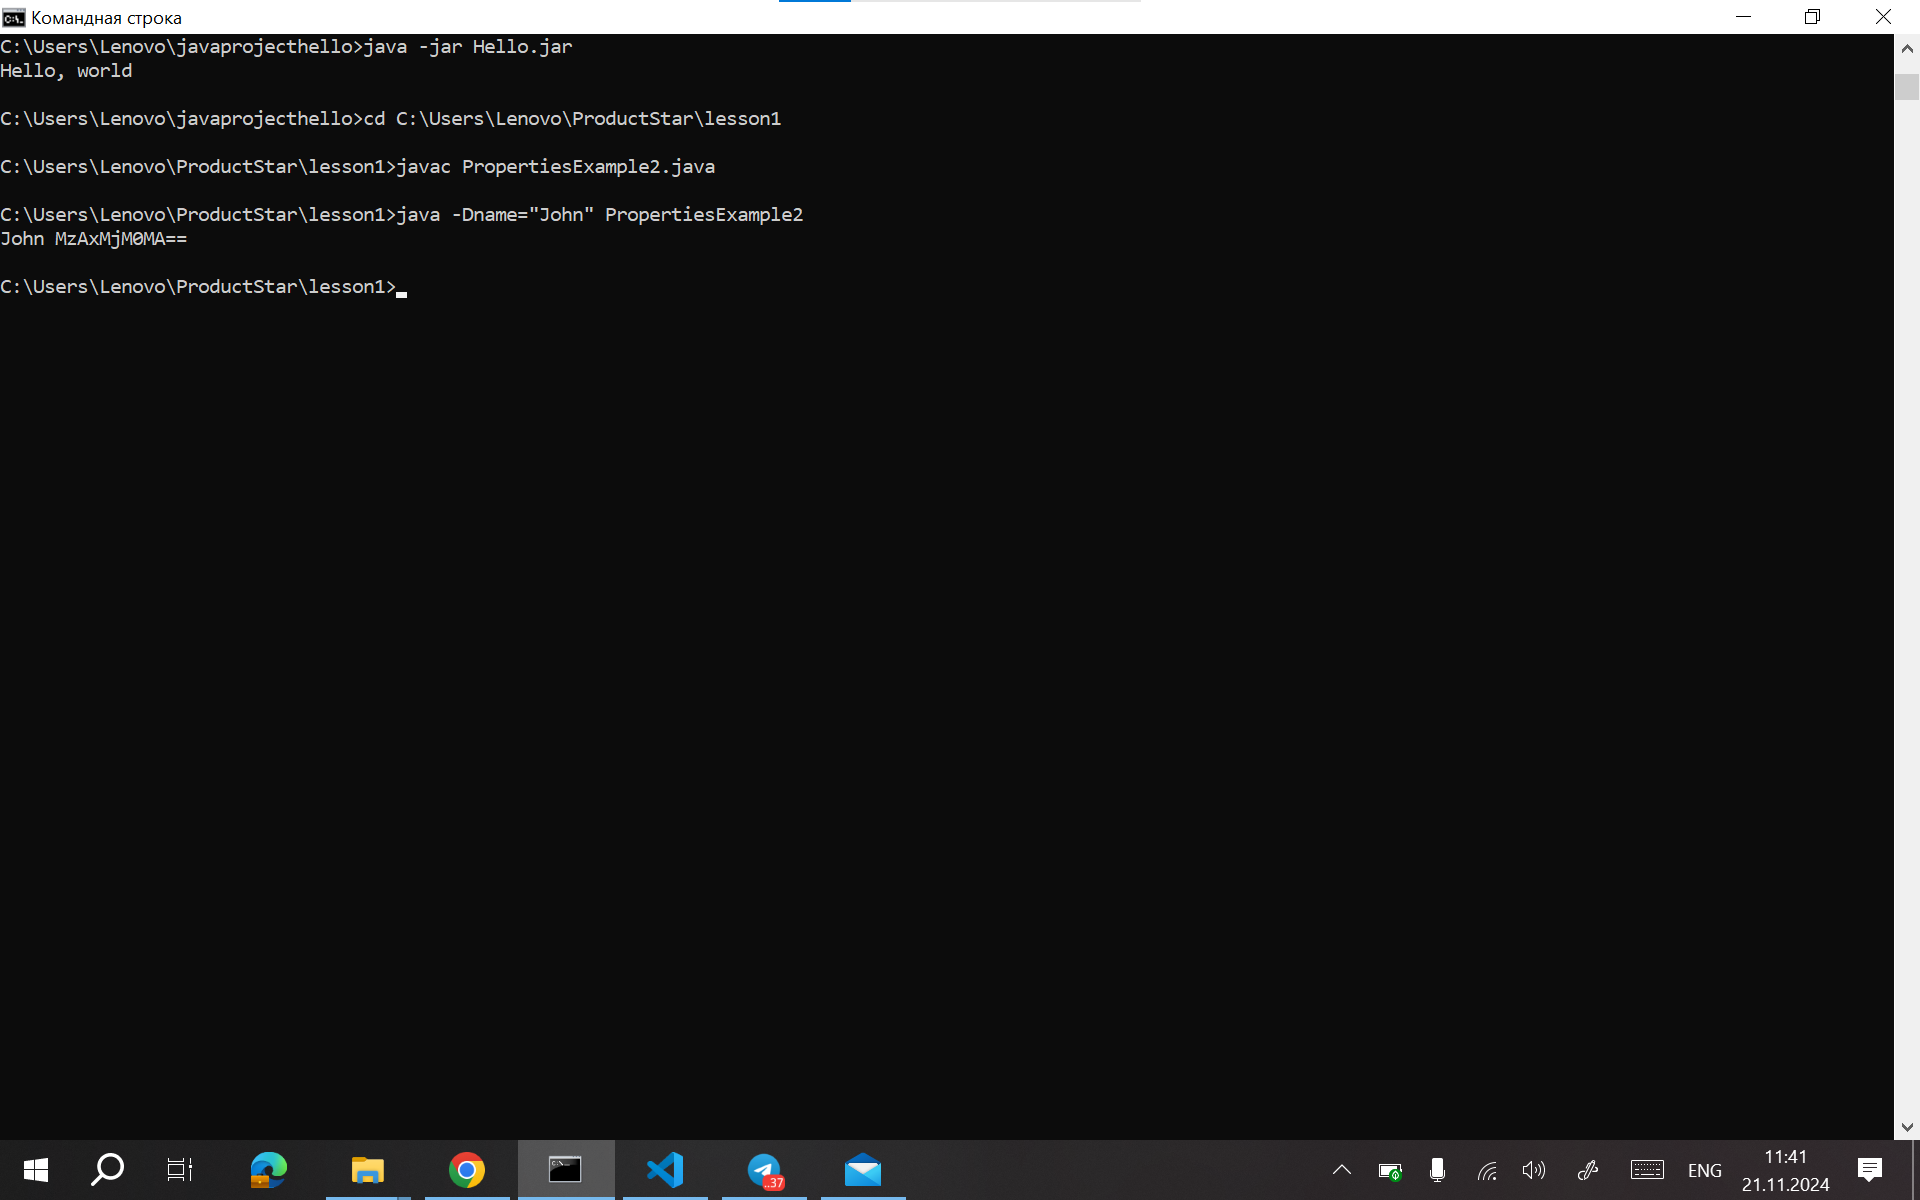 Командная строка
C:\Users\Lenovo\javaprojecthello>java -jar Hello.jar
Hello, world
C:\Users\Lenovo\javaprojecthello>cd C:\Users\Lenovo\ProductStar\lesson1
C:\Users\Lenovo\ProductStar\lesson1>javac PropertiesExample2.java
C:\Users\Lenovo\ProductStar\lesson1>java -Dname="John" PropertiesExample2
John MzAxMjM0MA==
C:\Users\Lenovo\ProductStar\lesson1>
..37
ENG
11:41
21.11.2024